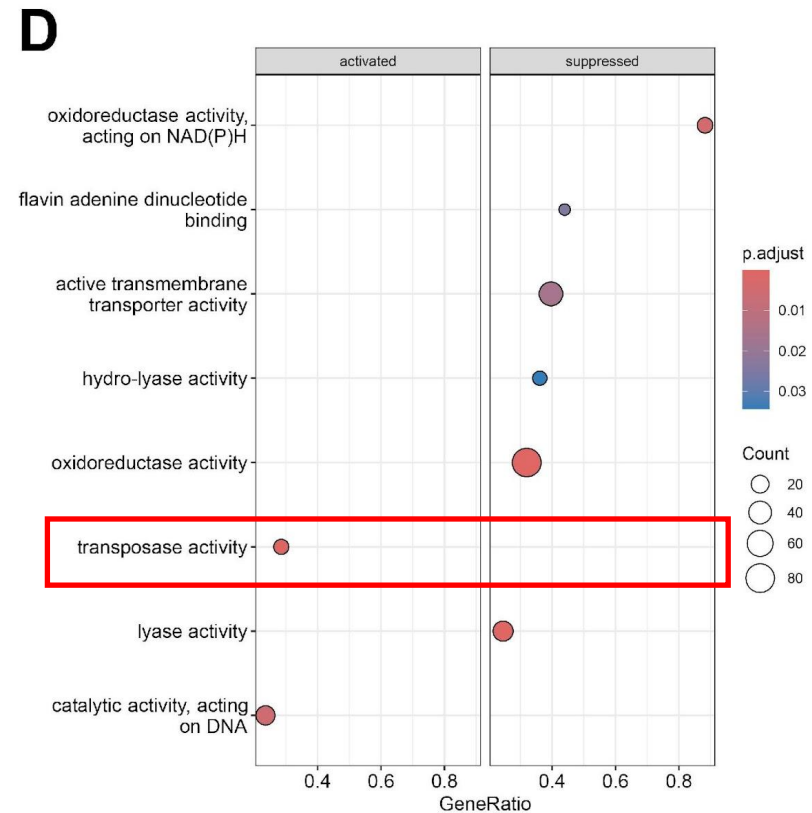 D
activated
suppressed
oxidoreductase activity,
acting on NAD(P)H
flavin adenine dinucleotide
binding
active transmembrane
transporter activity
hydro-lyase activity
oxidoreductase activity
transposase activity
lyase activity
catalytic activity, acting
on DNA
0.4 0.6 0.8
0.4 0.6 0.8
GeneRatio
p.adjust
0.01
0.02
0.03
Count
20
40
60
80